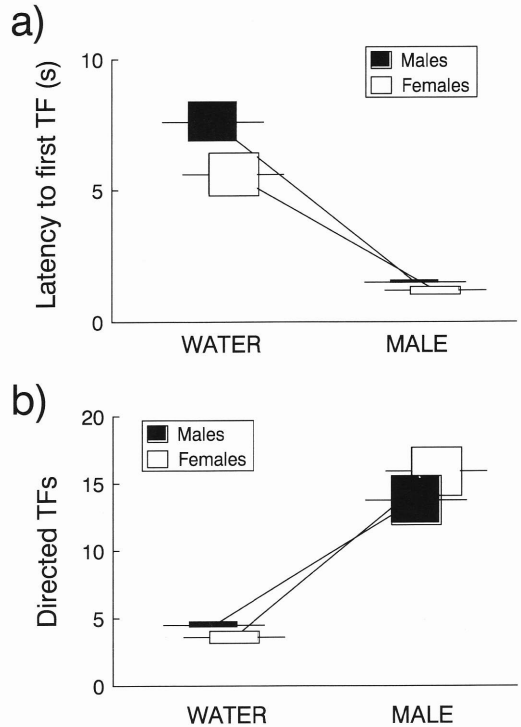 a)
Latency to first TF (s)
10
5
0
Males
Females
WATER MALE
b)
Directed TFs
20
15
10
5
0
Males
Females
WATER MALE